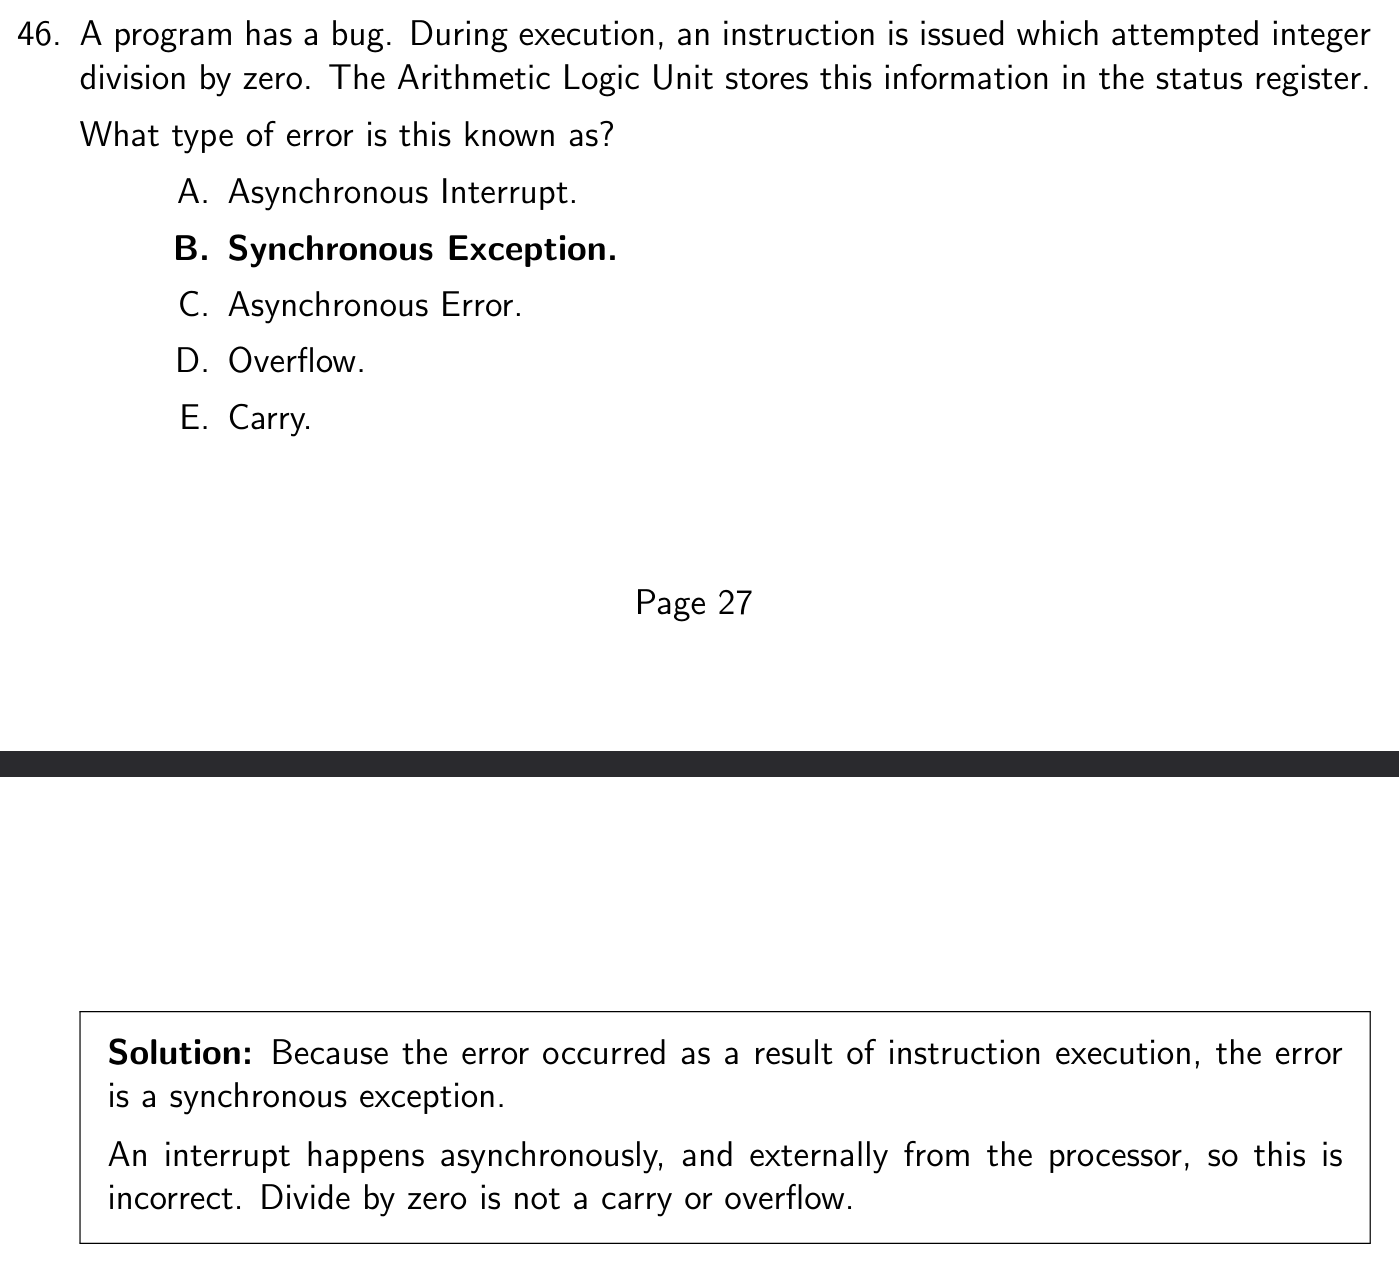 46. A program has a bug. During execution, an instruction is issued which attempted integer
division by zero. The Arithmetic Logic Unit stores this information in the status register.
What type of error is this known as?
A. Asynchronous Interrupt.
B. Synchronous Exception.
C. Asynchronous Error.
D. Overflow.
E. Carry.
Page 27
Solution: Because the error occurred as a result of instruction execution, the error
is a synchronous exception.
An interrupt happens asynchronously, and externally from the processor, so this is
incorrect. Divide by zero is not a carry or overflow.